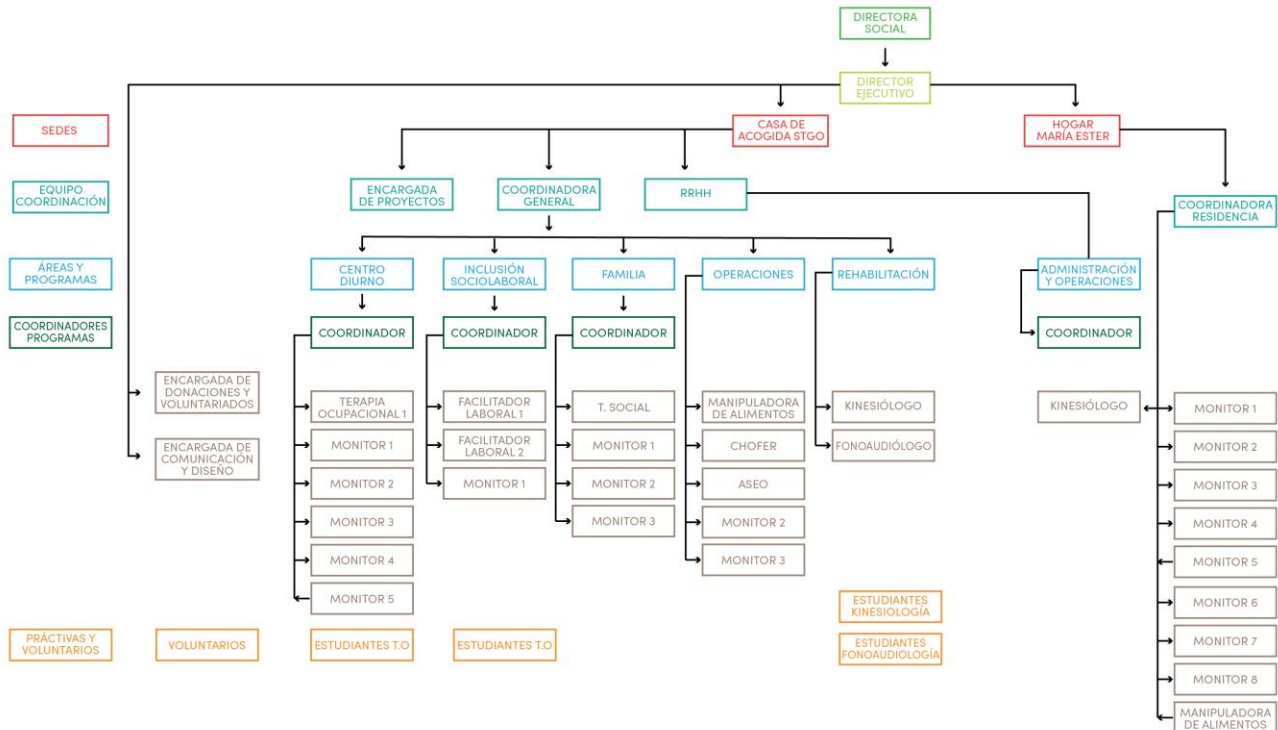 DIRECTORA
SOCIAL
DIRECTOR
EJECUTIVO
SEDES
CASA DE
ACOGIDA STGO
HOGAR
MARÍA ESTER
EQUIPO
COORDINACIÓN
ENCARGADA
DE PROYECTOS
COORDINADORA
GENERAL
RRHH
COORDINADORA
RESIDENCIA
ÁREAS Y
PROGRAMAS
CENTRO
DIURNO
INCLUSIÓN
SOCIOLABORAL
FAMILIA
OPERACIONES
REHABILITACIÓN
ADMINISTRACIÓN
Y OPERACIONES
COORDINADORES
PROGRAMAS
COORDINADOR
COORDINADOR
COORDINADOR
COORDINADOR
ENCARGADA DE
DONACIONES Y
VOLUNTARIADOS
ENCARGADA DE
COMUNICACIÓN
Y DISEÑO
TERAPIA
OCUPACIONAL 1
MONITOR 1
MONITOR 2
MONITOR 3
MONITOR 4
MONITOR 5
FACILITADOR
LABORAL 1
FACILITADOR
LABORAL 2
MONITOR 1
T. SOCIAL
MONITOR 1
MONITOR 2
MONITOR 3
MANIPULADORA
DE ALIMENTOS
CHOFER
ASEO
MONITOR 2
MONITOR 3
KINESIÓLOGO
FONOAUDIÓLOGO
KINESIÓLOGO
MONITOR 1
MONITOR 2
MONITOR 3
MONITOR 4
MONITOR 5
MONITOR 6
MONITOR 7
MONITOR 8
MANIPULADORA
DE ALIMENTOS
PRÁCTIVAS Y
VOLUNTARIOS
VOLUNTARIOS
ESTUDIANTES T.O
ESTUDIANTES T.O
ESTUDIANTES
KINESIOLOGÍA
ESTUDIANTES
FONOAUDIOLOGÍA